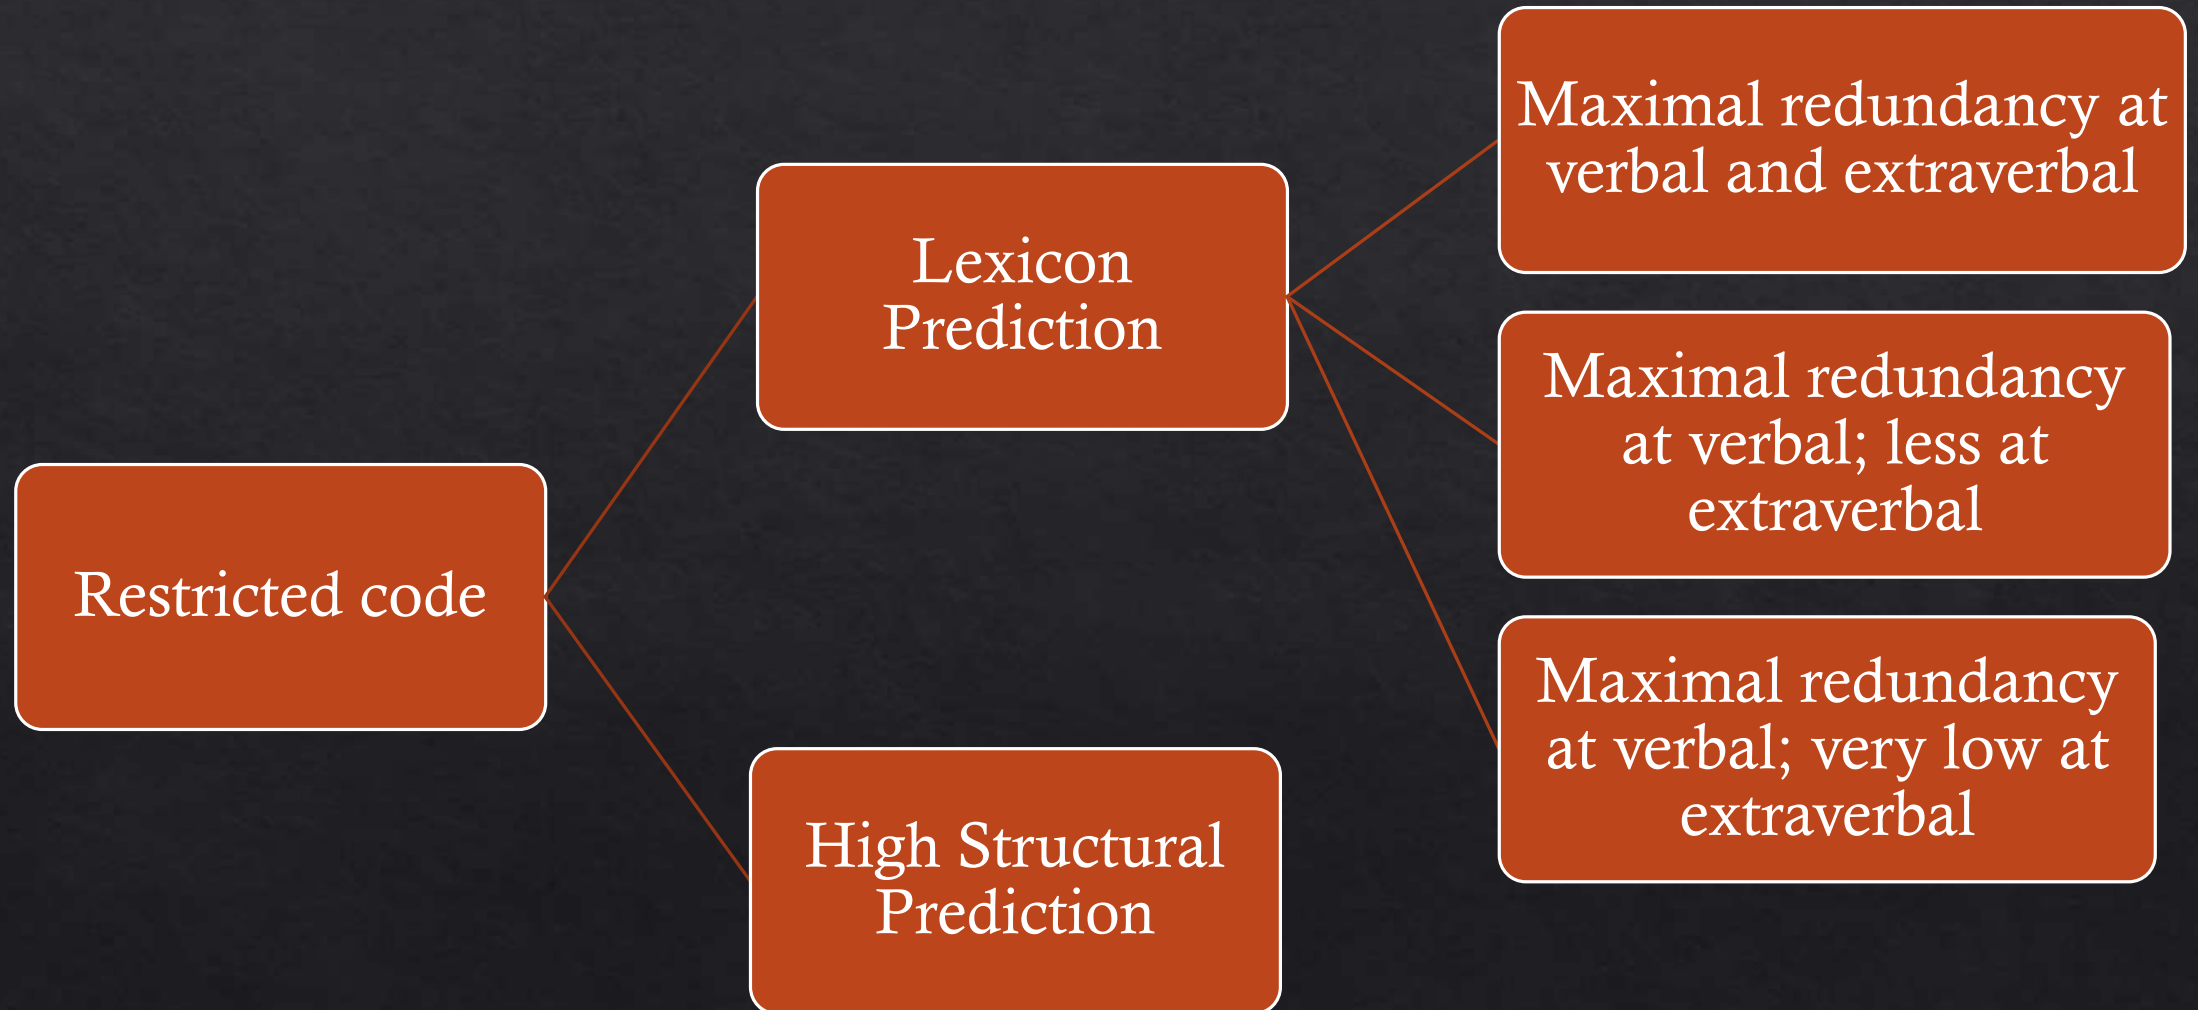 Restricted code
Lexicon
Prediction
High Structural
Prediction
Maximal redundancy at
verbal and extraverbal
Maximal redundancy
at verbal; less at
extraverbal
Maximal redundancy
at verbal; very low at
extraverbal